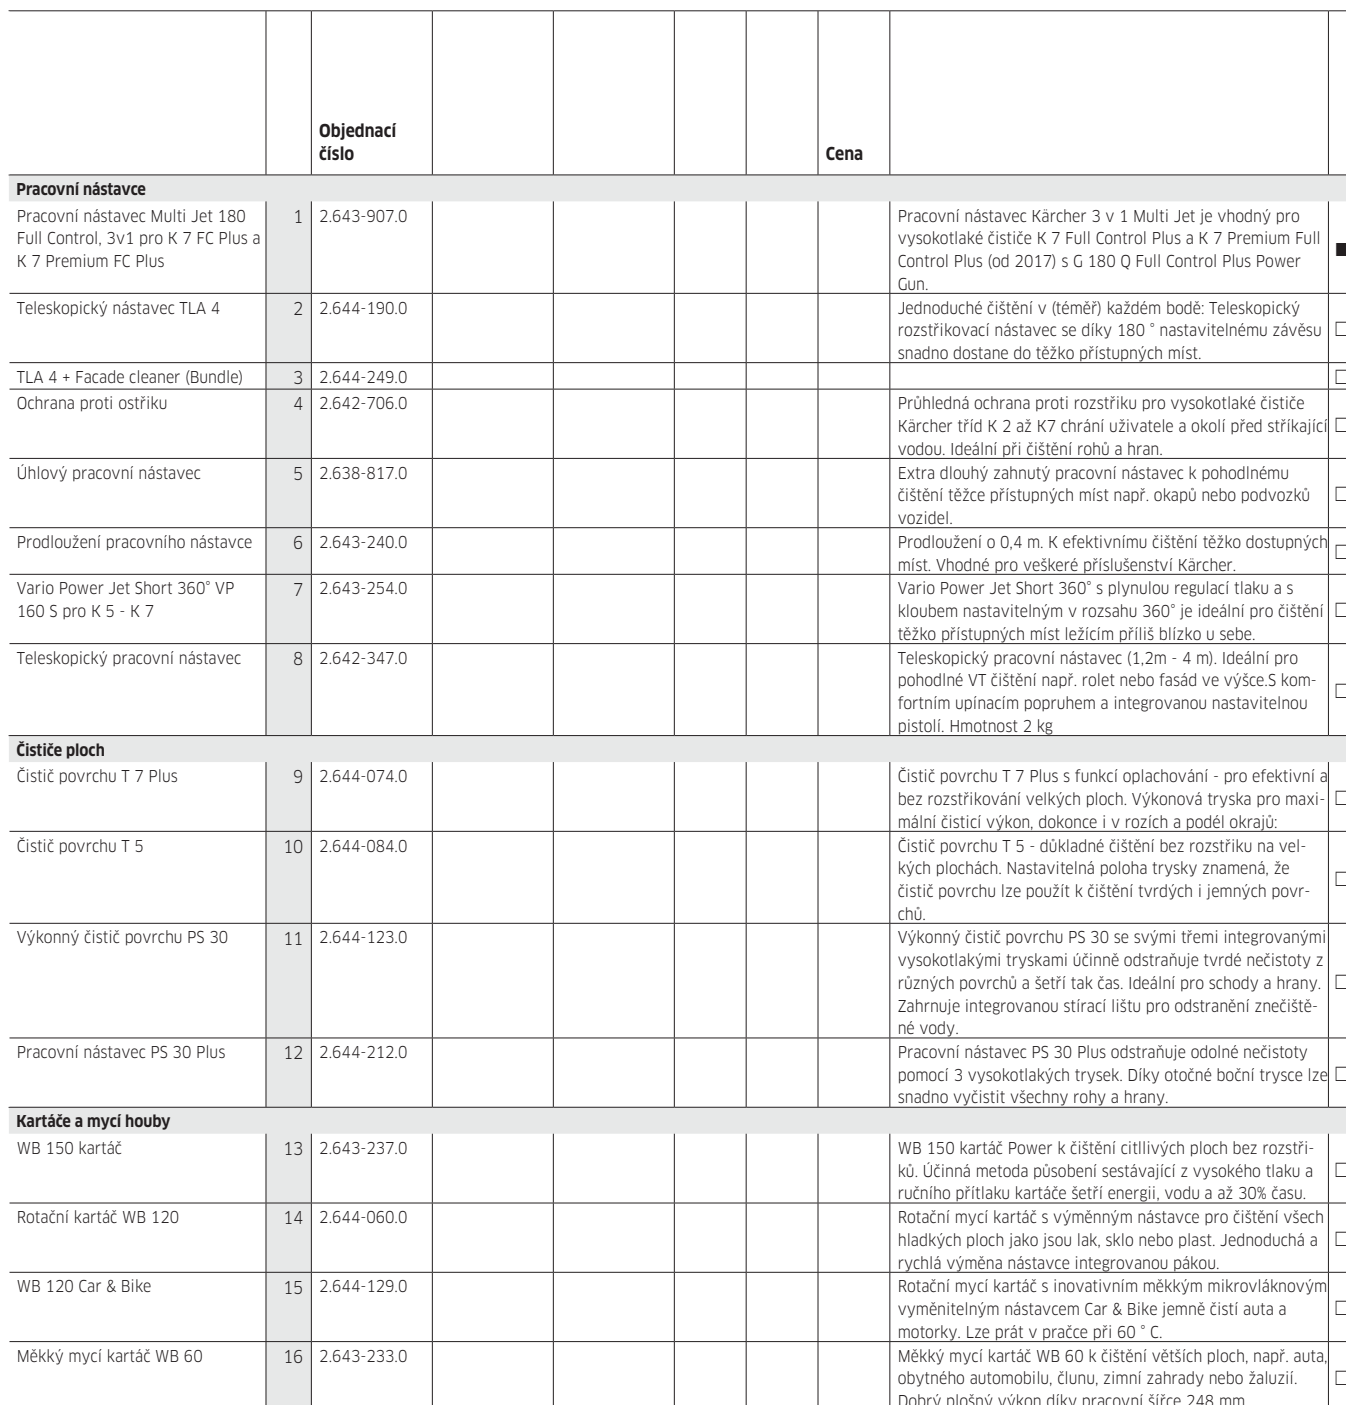 Objednací
číslo
Cena
Pracovní nástavce
Pracovní nástavec Multi Jet 180
Full Control, 3v1 pro K 7 FC Plus a
K 7 Premium FC Plus
1
2.643-907.0
Pracovní nástavec Kärcher 3 v 1 Multi Jet je vhodný pro
vysokotlaké čističe K 7 Full Control Plus a K 7 Premium Full
Control Plus (od 2017) s G 180 Q Full Control Plus Power
Gun.
Teleskopický nástavec TLA 4
2
2.644-190.0
Jednoduché čištění v (téměř) každém bodě: Teleskopický
rozstřikovací nástavec se díky 180 ° nastavitelnému závěsu
snadno dostane do těžko přístupných míst.
TLA 4 + Facade cleaner (Bundle)
3
2.644-249.0
Ochrana proti ostřiku
4
2.642-706.0
Průhledná ochrana proti rozstřiku pro vysokotlaké čističe
Kärcher tříd K 2 až K7 chrání uživatele a okolí před stříkající
vodou. Ideální při čištění rohů a hran.
Úhlový pracovní nástavec
5
2.638-817.0
Extra dlouhý zahnutý pracovní nástavec k pohodlnému
čištění těžce přístupných míst např. okapů nebo podvozků
vozidel.
Prodloužení pracovního nástavce
6
2.643-240.0
Prodloužení o 0,4 m. K efektivnímu čištění těžko dostupných
míst. Vhodné pro veškeré příslušenství Kärcher.
Vario Power Jet Short 360° VP
160 S pro K 5 - K 7
7
2.643-254.0
Vario Power Jet Short 360° s plynulou regulací tlaku a s
kloubem nastavitelným v rozsahu 360° je ideální pro čištění
těžko přístupných míst ležícím příliš blízko u sebe.
Teleskopický pracovní nástavec
8
2.642-347.0
Teleskopický pracovní nástavec (1,2m - 4 m). Ideální pro
pohodlné VT čištění např. rolet nebo fasád ve výšce.S kom-
fortním upínacím popruhem a integrovanou nastavitelnou
pistolí. Hmotnost 2 kg
Čističe ploch
Čistič povrchu T 7 Plus
9
2.644-074.0
Čistič povrchu T 7 Plus s funkcí oplachování - pro efektivní a
bez rozstřikování velkých ploch. Výkonová tryska pro maxi-
mální čisticí výkon, dokonce i v rozích a podél okrajů:
Čistič povrchu T 5
10
2.644-084.0
Čistič povrchu T 5 - důkladné čištění bez rozstřiku na vel-
kých plochách. Nastavitelná poloha trysky znamená, že
čistič povrchu lze použít k čištění tvrdých i jemných povr-
chů.
Výkonný čistič povrchu PS 30
11
2.644-123.0
Výkonný čistič povrchu PS 30 se svými třemi integrovanými
vysokotlakými tryskami účinně odstraňuje tvrdé nečistoty z
různých povrchů a šetří tak čas. Ideální pro schody a hrany.
Zahrnuje integrovanou stírací lištu pro odstranění znečiště-
né vody.
Pracovní nástavec PS 30 Plus
12
2.644-212.0
Pracovní nástavec PS 30 Plus odstraňuje odolné nečistoty
pomocí 3 vysokotlakých trysek. Díky otočné boční trysce lze
snadno vyčistit všechny rohy a hrany.
Kartáče a mycí houby
WB 150 kartáč
13
2.643-237.0
WB 150 kartáč Power k čištění citllivých ploch bez rozstři-
ků. Účinná metoda působení sestávající z vysokého tlaku a
ručního přítlaku kartáče šetří energii, vodu a až 30% času.
Rotační kartáč WB 120
14
2.644-060.0
Rotační mycí kartáč s výměnným nástavce pro čištění všech
hladkých ploch jako jsou lak, sklo nebo plast. Jednoduchá a
rychlá výměna nástavce integrovanou pákou.
WB 120 Car & Bike
15
2.644-129.0
Rotační mycí kartáč s inovativním měkkým mikrovláknovým
vyměnitelným nástavcem Car & Bike jemně čistí auta a
motorky. Lze prát v pračce při 60 ° C.
Měkký mycí kartáč WB 60
16
2.643-233.0
Měkký mycí kartáč WB 60 k čištění větších ploch, např. auta,
obytného automobilu, člunu, zimní zahrady nebo žaluzií.
Dobrý plošný výkon díky pracovní šířce 248 mm